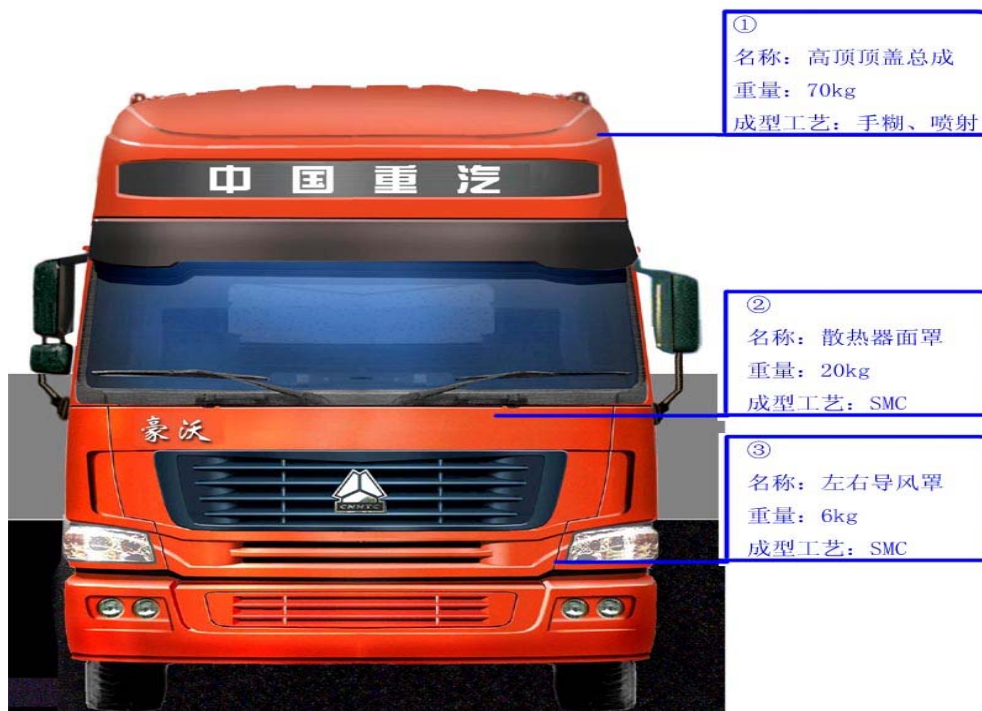 ①
名称：高顶顶盖总成
重量：70kg
成型工艺：手糊、喷射
中国重汽
②
名称：散热器面罩
重量：20kg
成型工艺：SMC
豪沃
③
名称：左右导风罩
重量：6kg
成型工艺：SMC
CNHTC